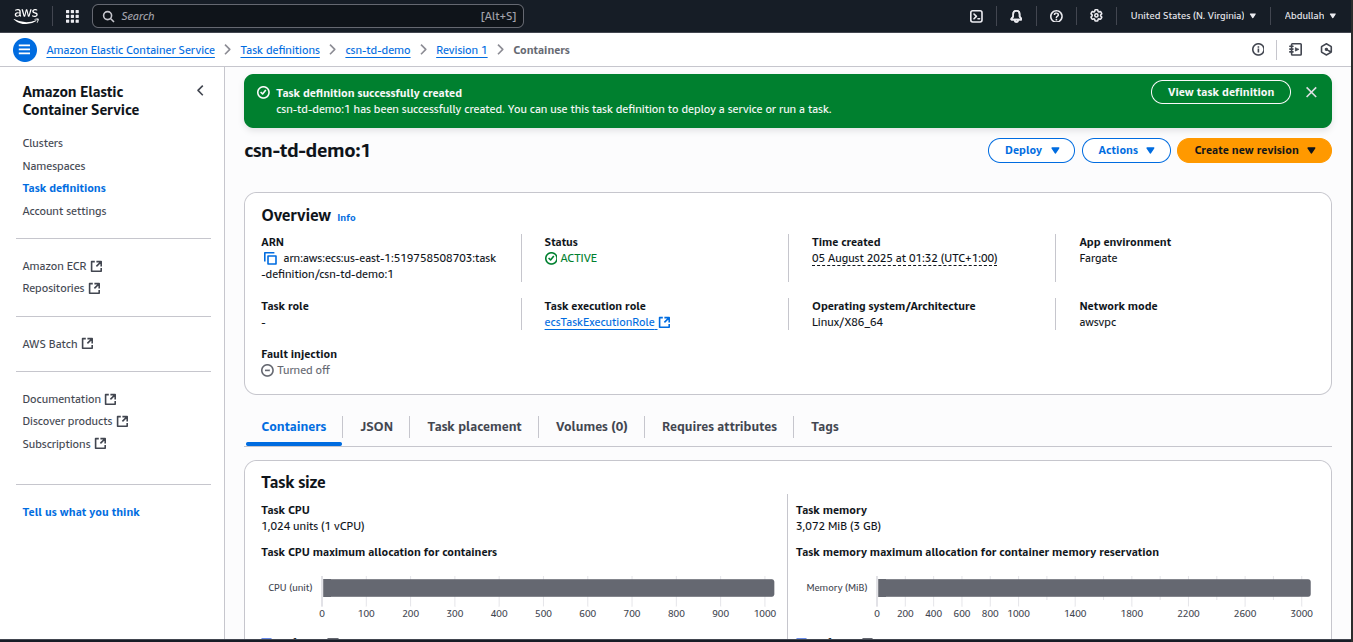 aws
Search
[Alt+S]
United States (N. Virginia)
Abdullah
Amazon Elastic Container Service
Task definitions
csn-td-demo
Revision 1
Containers
Amazon Elastic
Container Service
Clusters
Namespaces
Task definitions
Account settings
Amazon ECR
Repositories
AWS Batch
Documentation
Discover products
Subscriptions
Tell us what you think
Task definition successfully created
csn-td-demo:1 has been successfully created. You can use this task definition to deploy a service or run a task.
View task definition
csn-td-demo:1
Deploy
Actions
Create new revision
Overview
Info
ARN
arn:aws:ecs:us-east-1:519758508703:task
-definition/csn-td-demo:1
Status
ACTIVE
Time created
05 August 2025 at 01:32 (UTC+1:00)
App environment
Fargate
Task role
-
Task execution role
ecsTaskExecutionRole
Operating system/Architecture
Linux/X86_64
Network mode
awsvpc
Fault injection
Turned off
Containers
JSON
Task placement
Volumes (0)
Requires attributes
Tags
Task size
Task CPU
1,024 units (1 vCPU)
Task CPU maximum allocation for containers
CPU (unit)
0 100 200 300 400 500 600 700 800 900 1000
Task memory
3,072 MiB (3 GB)
Task memory maximum allocation for container memory reservation
Memory (MiB)
0 200 400 600 800 1000 1400 1800 2200 2600 3000